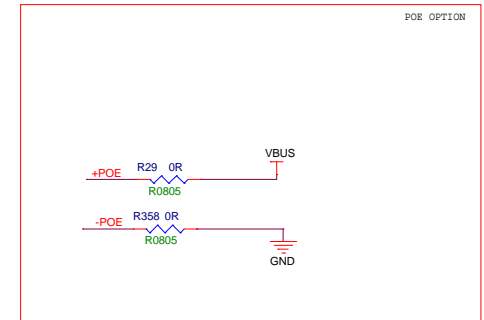 POE OPTION
VBUS
R29 0R
+POE
R0805
R358 0R
-POE
R0805
GND